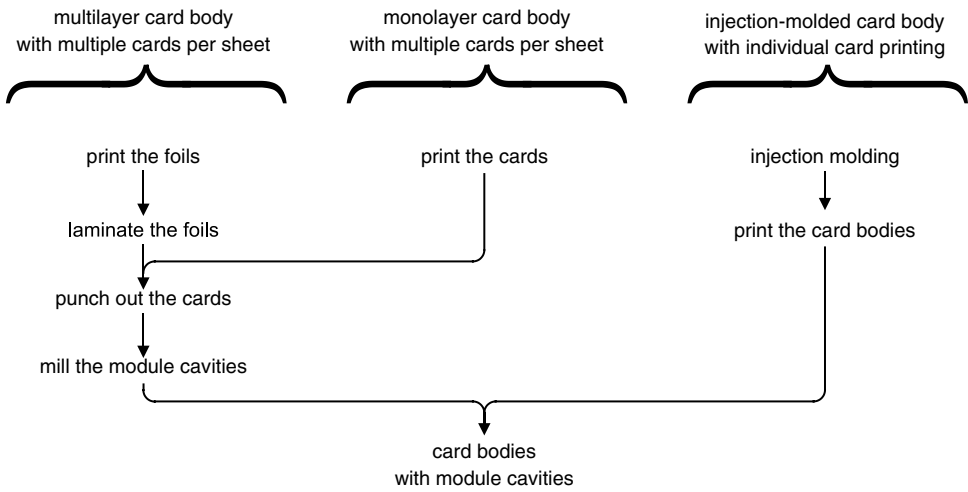 multilayer card body
with multiple cards per sheet
monolayer card body
with multiple cards per sheet
injection-molded card body
with individual card printing
print the foils
print the cards
injection molding
laminate the foils
print the card bodies
punch out the cards
mill the module cavities
card bodies
with module cavities